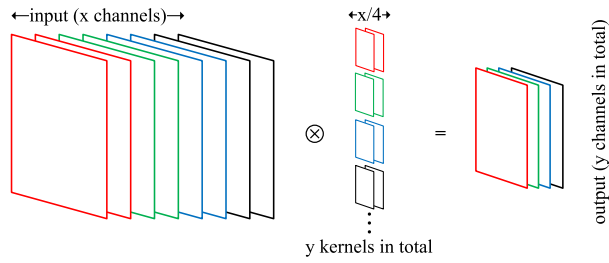 input (x channels)
x/4
⊗
=
y kernels in total
output (y channels in total)